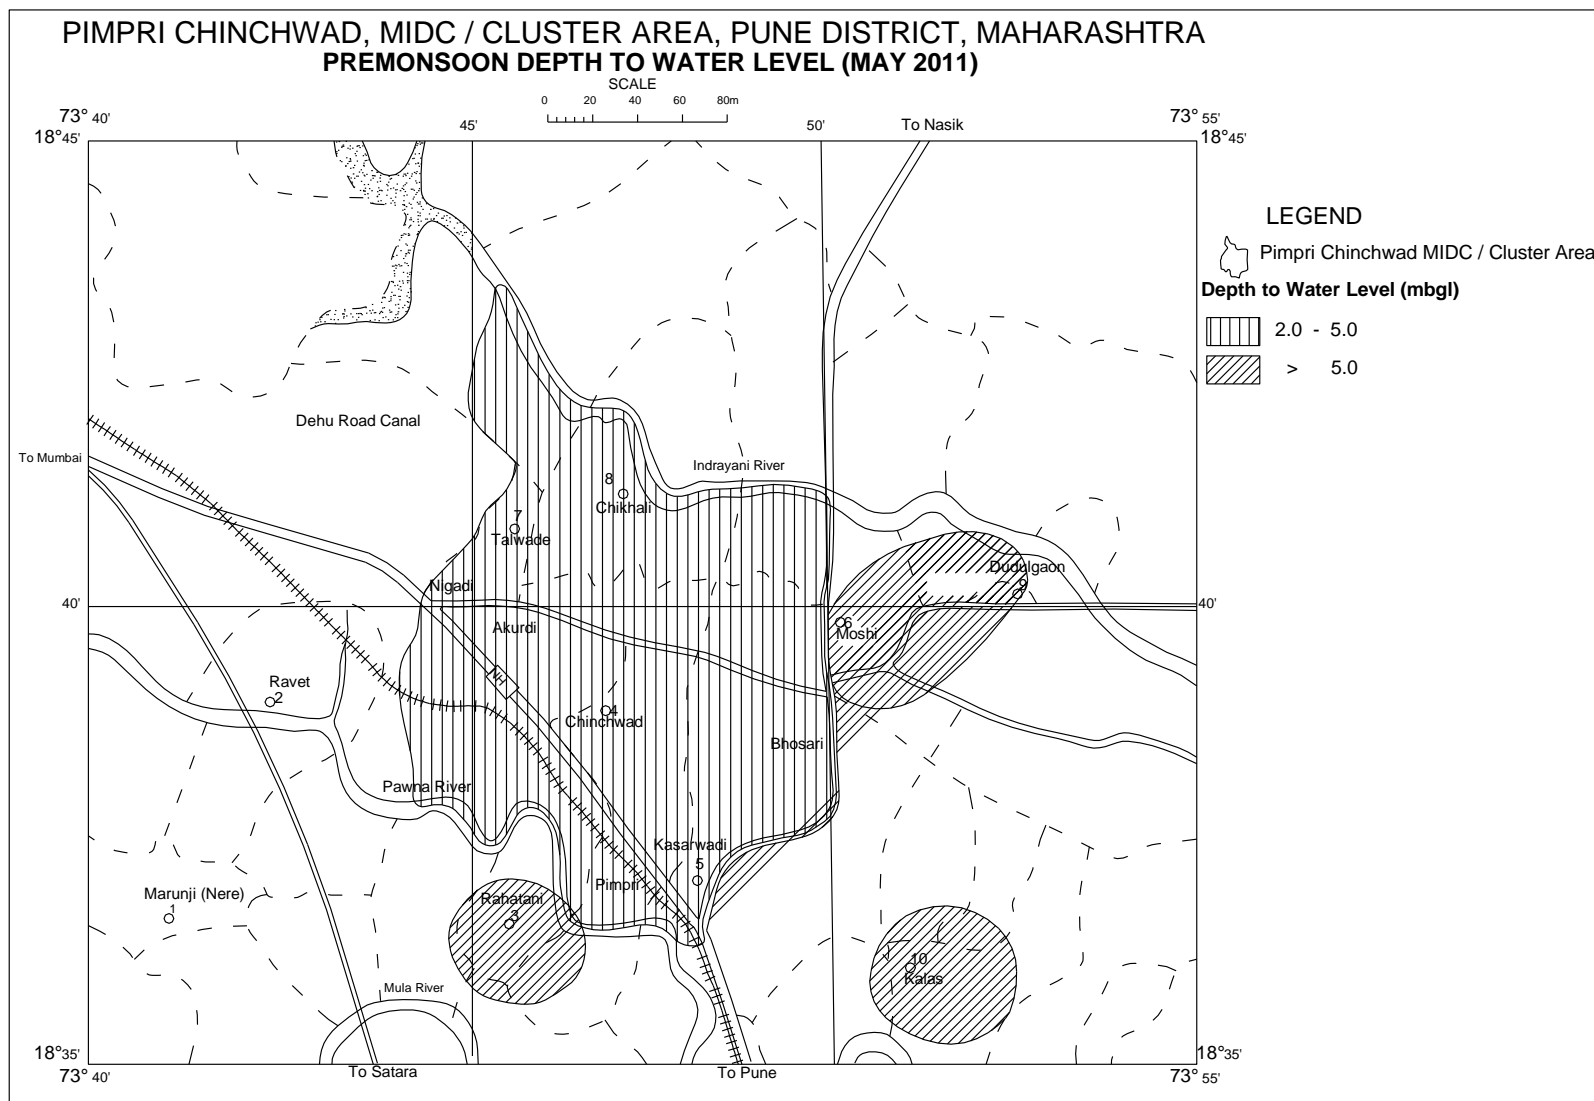 PIMPRI CHINCHWAD, MIDC / CLUSTER AREA, PUNE DISTRICT, MAHARASHTRA
PREMONSOON DEPTH TO WATER LEVEL (MAY 2011)
SCALE
0 20 40 60 80m
73° 40'
45'
50'
To Nasik
73° 55'
18°45'
18°45'
LEGEND
Pimpri Chinchwad MIDC / Cluster Area
Depth to Water Level (mbgl)
2.0 - 5.0
> 5.0
Dehu Road Canal
To Mumbai
Indrayani River
8
Chikhali
7
Talwade
Nigadi
Dudulgaon
9
40'
40'
Akurdi
6
Moshi
NH
Ravet
2
4
Chinchwad
Bhosari
Pawna River
Kasarwadi
5
Pimpri
Marunji (Nere)
1
Rahatani
3
10
Kalas
Mula River
18°35'
18°35'
73° 40'
To Satara
To Pune
73° 55'